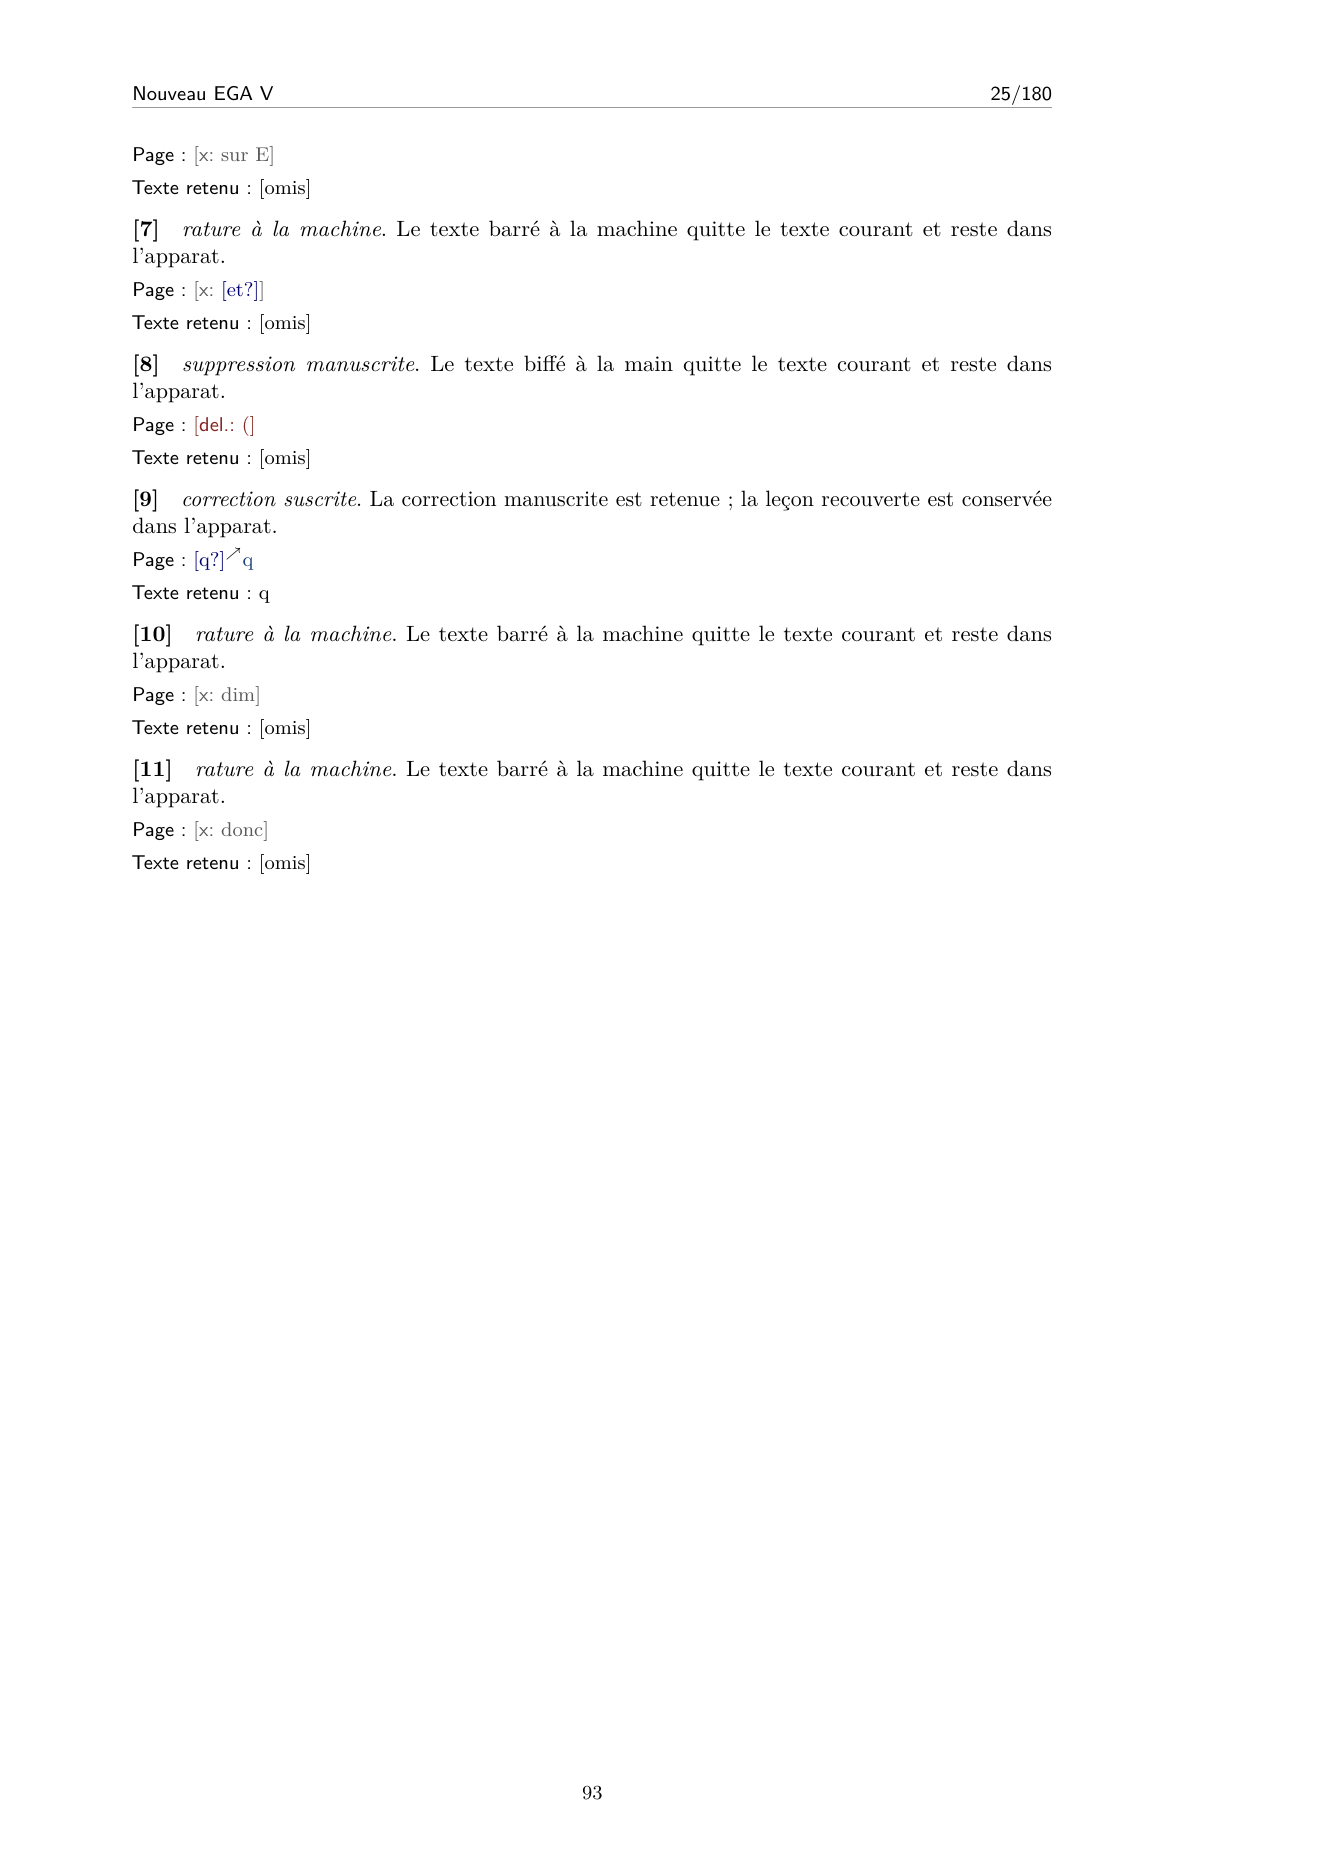 Nouveau EGA V 25/180
Page : [x: sur E]
Texte retenu : [omis]
[7] rature à la machine. Le texte barré à la machine quitte le texte courant et reste dans
l'apparat.
Page : [x: [et?]]
Texte retenu : [omis]
[8] suppression manuscrite. Le texte biffé à la main quitte le texte courant et reste dans
l'apparat.
Page : [del.: (]
Texte retenu : [omis]
[9] correction suscrite. La correction manuscrite est retenue ; la leçon recouverte est conservée
dans l'apparat.
Page : [q?]↗q
Texte retenu : q
[10] rature à la machine. Le texte barré à la machine quitte le texte courant et reste dans
l'apparat.
Page : [x: dim]
Texte retenu : [omis]
[11] rature à la machine. Le texte barré à la machine quitte le texte courant et reste dans
l'apparat.
Page : [x: donc]
Texte retenu : [omis]
93